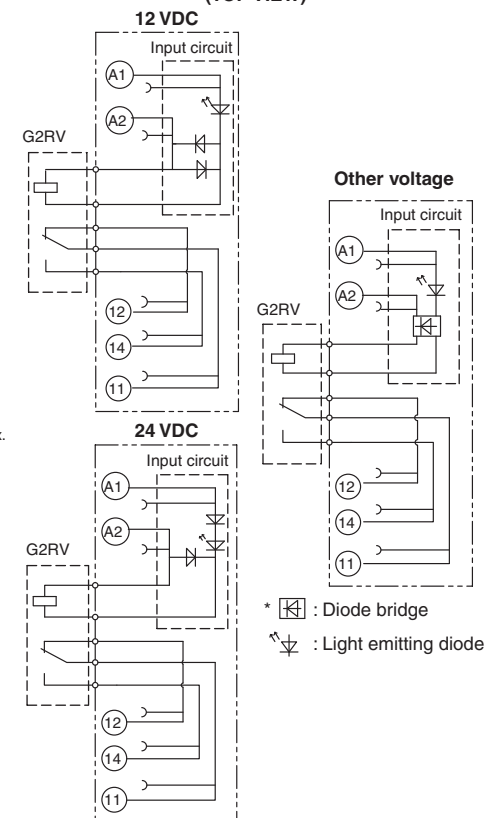 12 VDC
Input circuit
A1
A2
G2RV
12
14
11
Other voltage
Input circuit
A1
A2
G2RV
12
14
11
24 VDC
Input circuit
A1
A2
G2RV
12
14
11
* : Diode bridge
: Light emitting diode